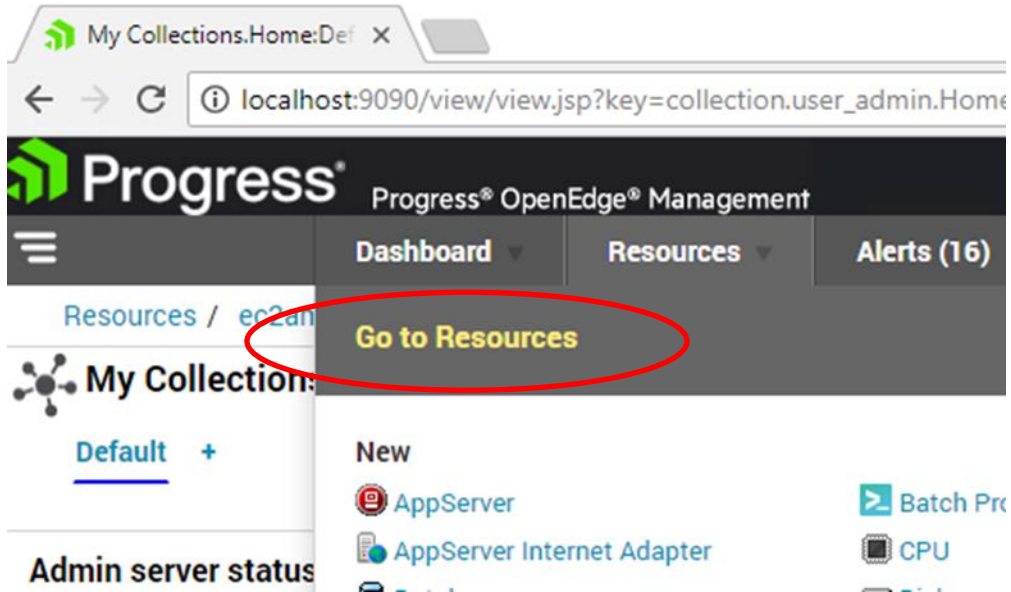 My Collections.Home:Def
localhost:9090/view/view.jsp?key=collection.user_admin.Home
Progress® Progress® OpenEdge® Management
Dashboard Resources Alerts (16)
Resources / ec2am
Go to Resources
My Collections
Default +
New
AppServer Batch Pro
AppServer Internet Adapter CPU
Admin server status